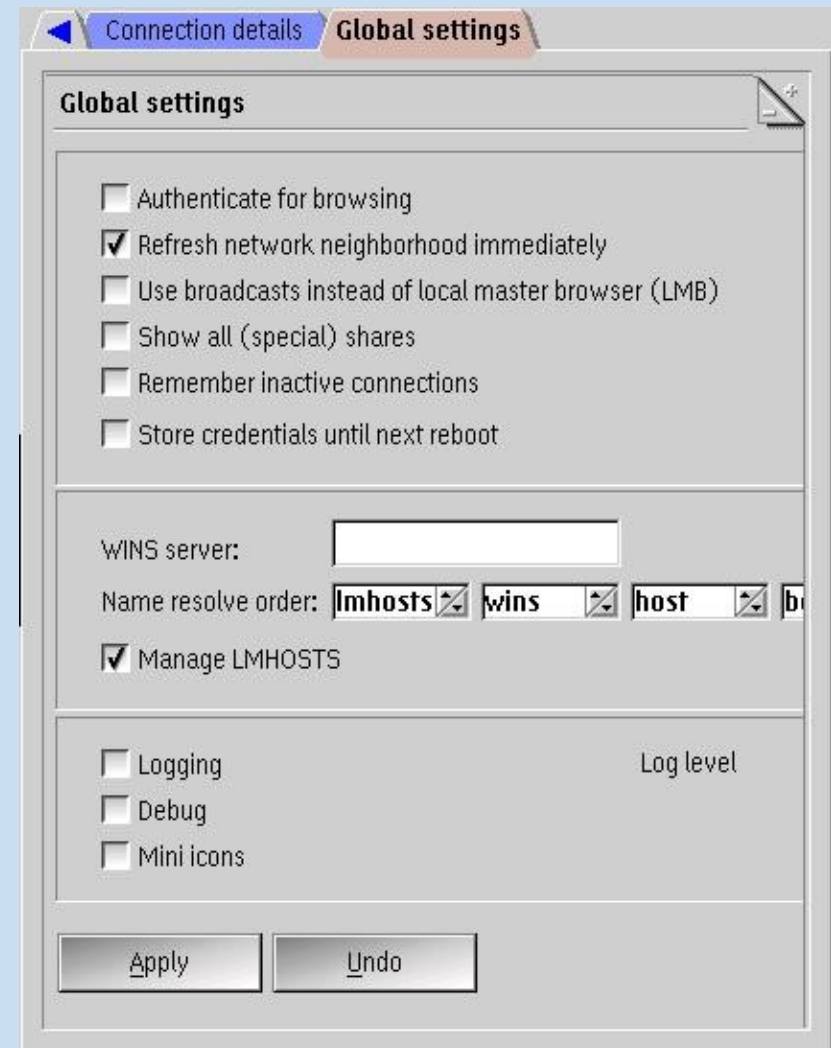 Connection details Global settings
Global settings
Authenticate for browsing
Refresh network neighborhood immediately
Use broadcasts instead of local master browser (LMB)
Show all (special) shares
Remember inactive connections
Store credentials until next reboot
WINS server:
Name resolve order: lmhosts wins host
Manage LMHOSTS
Logging Log level
Debug
Mini icons
Apply Undo